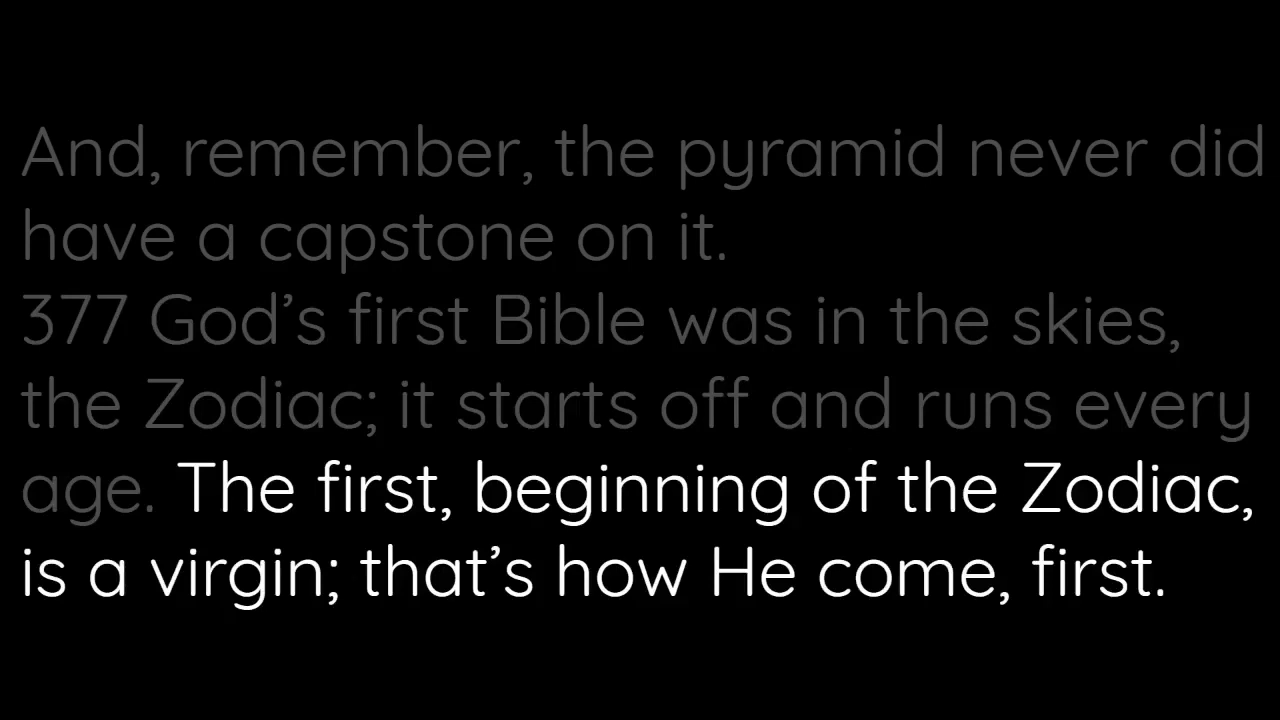 And, remember, the pyramid never did
have a capstone on it.
377 God’s first Bible was in the skies,
the Zodiac; it starts off and runs every
age. The first, beginning of the Zodiac,
is a virgin; that’s how He come, first.